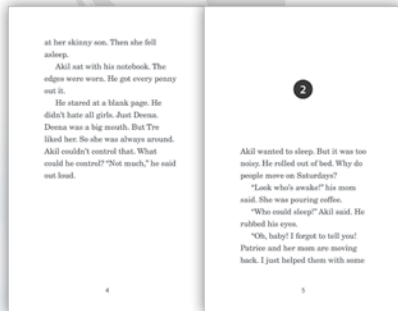 at her skinny son. Then she fell
asleep.
Akil sat with his notebook. The
edges were worn. He got every penny
out it.
He stared at a blank page. He
didn't hate all girls. Just Deena.
Deena was a big mouth. But Tre
liked her. So she was always around.
Akil couldn't control that. What
could he control? "Not much," he said
out loud.
4
2
Akil wanted to sleep. But it was too
noisy. He rolled out of bed. Why do
people move on Saturdays?
"Look who's awake!" his mom
said. She was pouring coffee.
"Who could sleep!" Akil said. He
rubbed his eyes.
"Oh, baby! I forgot to tell you!
Patrice and her mom are moving
back. I just helped them with some
5